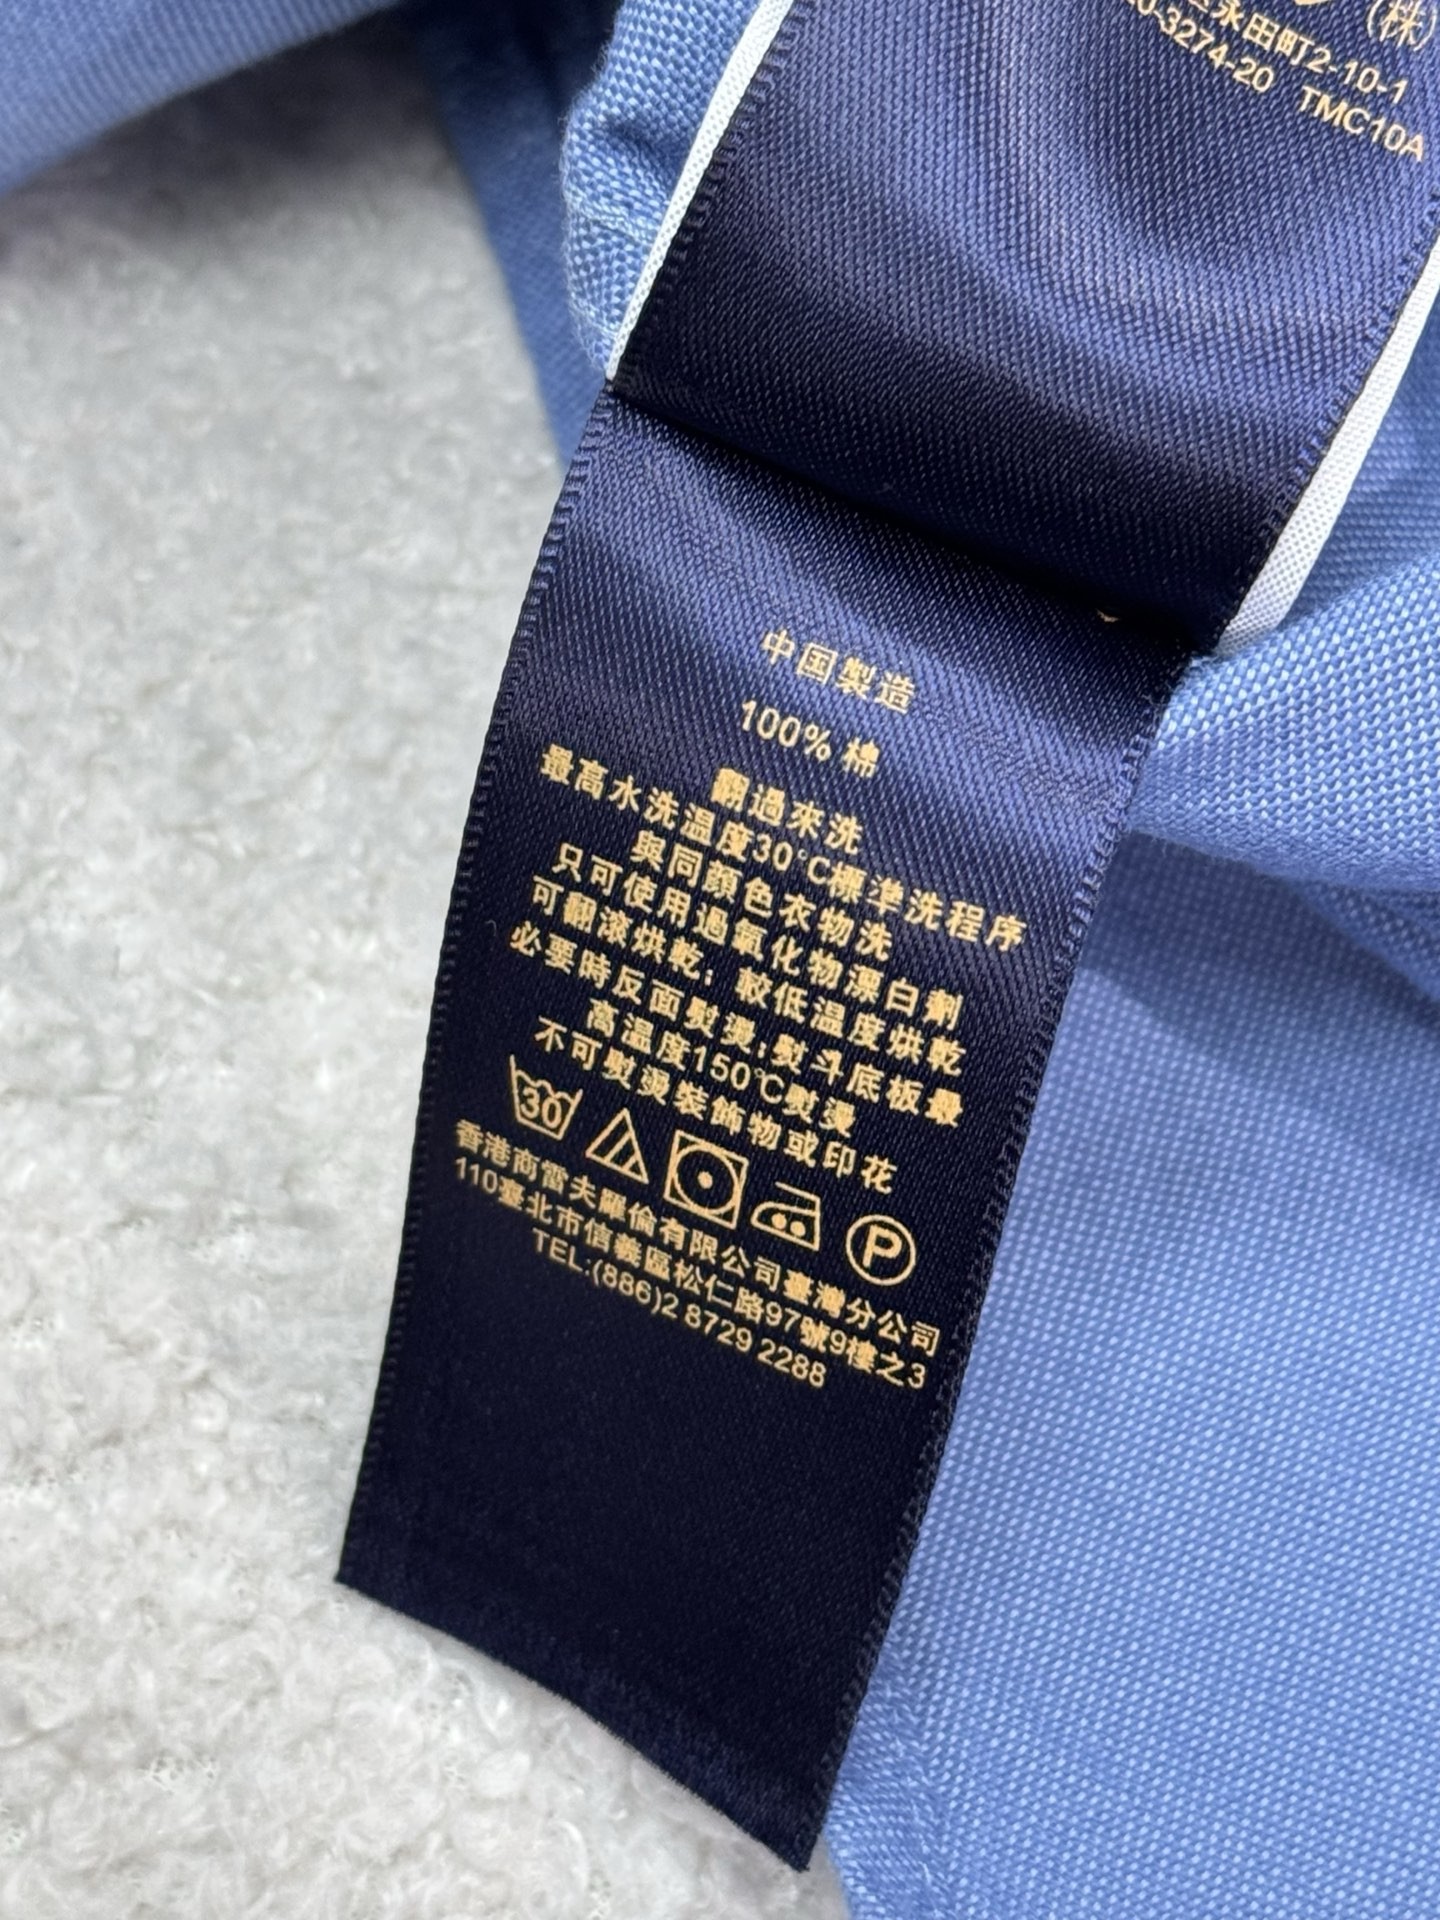 (株)
永田町2-10-1
0-3274-20 TMC10A
中国製造
100% 棉
翻過來洗
最高水洗温度30°C標準洗程序
與同顏色衣物洗
只可使用過氧化物漂白劑
可翻滾烘乾；較低温度烘乾
必要時反面熨燙；熨斗底板最
高温度150℃熨燙
不可熨燙裝飾物或印花
30 P
香港商雷夫羅倫有限公司臺灣分公司
110臺北市信義區松仁路97號9樓之3
TEL:(886)2 8729 2288